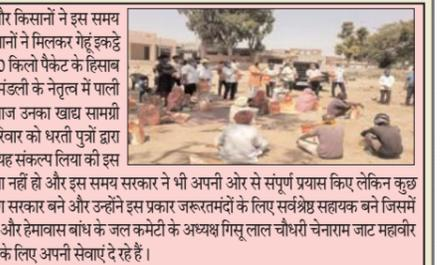 और किसानों ने इस समय
ानों ने मिलकर गेहूं इकट्ठे
0 किलो पैकेट के हिसाब
मंडली के नेतृत्व में पाली
ाज उनका खाद्य सामग्री
रिवार को धरती पुत्रों द्वारा
यह संकल्प लिया की इस
ा नहीं हो और इस समय सरकार ने भी अपनी ओर से संपूर्ण प्रयास किए लेकिन कुछ
सरकार बने और उन्होंने इस प्रकार जरूरतमंदों के लिए सर्वश्रेष्ठ सहायक बने जिसमें
और हेमावास बांध के जल कमेटी के अध्यक्ष गिसू लाल चौधरी चेनाराम जाट महावीर
के लिए अपनी सेवाएं दे रहे हैं।